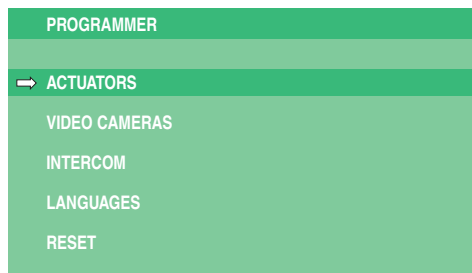 PROGRAMMER
ACTUATORS
VIDEO CAMERAS
INTERCOM
LANGUAGES
RESET